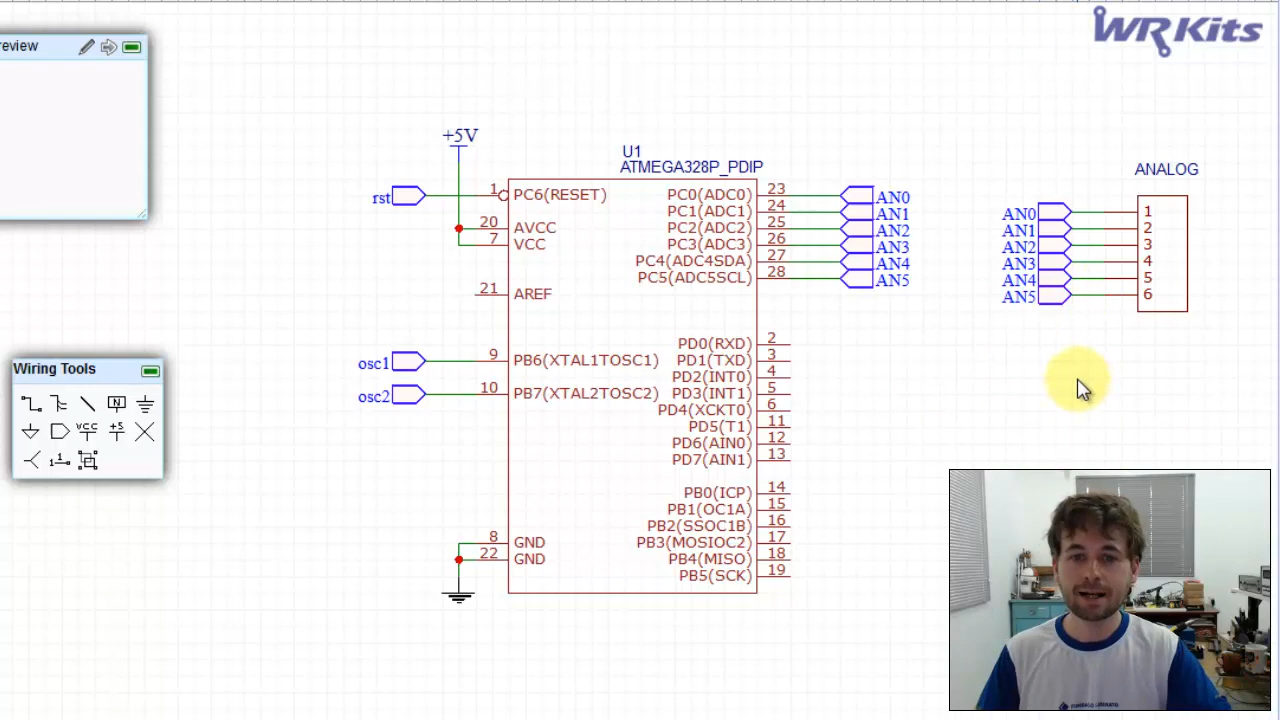 WR Kits
review
+5V
U1
ATMEGA328P_PDIP
ANALOG
rst
1
PC6(RESET)
PC0(ADC0)
23
AN0
24
PC1(ADC1)
AN1
20
AVCC
PC2(ADC2)
25
AN2
7
VCC
PC3(ADC3)
26
AN3
PC4(ADC4SDA)
27
AN4
PC5(ADC5SCL)
28
AN5
AN0
1
AN1
2
AN2
3
AN3
4
AN4
5
AN5
6
21
AREF
PD0(RXD)
2
osc1
9
PB6(XTAL1TOSC1)
PD1(TXD)
3
PD2(INT0)
4
osc2
10
PB7(XTAL2TOSC2)
PD3(INT1)
5
PD4(XCKT0)
6
PD5(T1)
11
PD6(AIN0)
12
PD7(AIN1)
13
PB0(ICP)
14
PB1(OC1A)
15
PB2(SSOC1B)
16
8
GND
PB3(MOSIOC2)
17
22
GND
PB4(MISO)
18
PB5(SCK)
19
Wiring Tools
N
VCC
+5
1